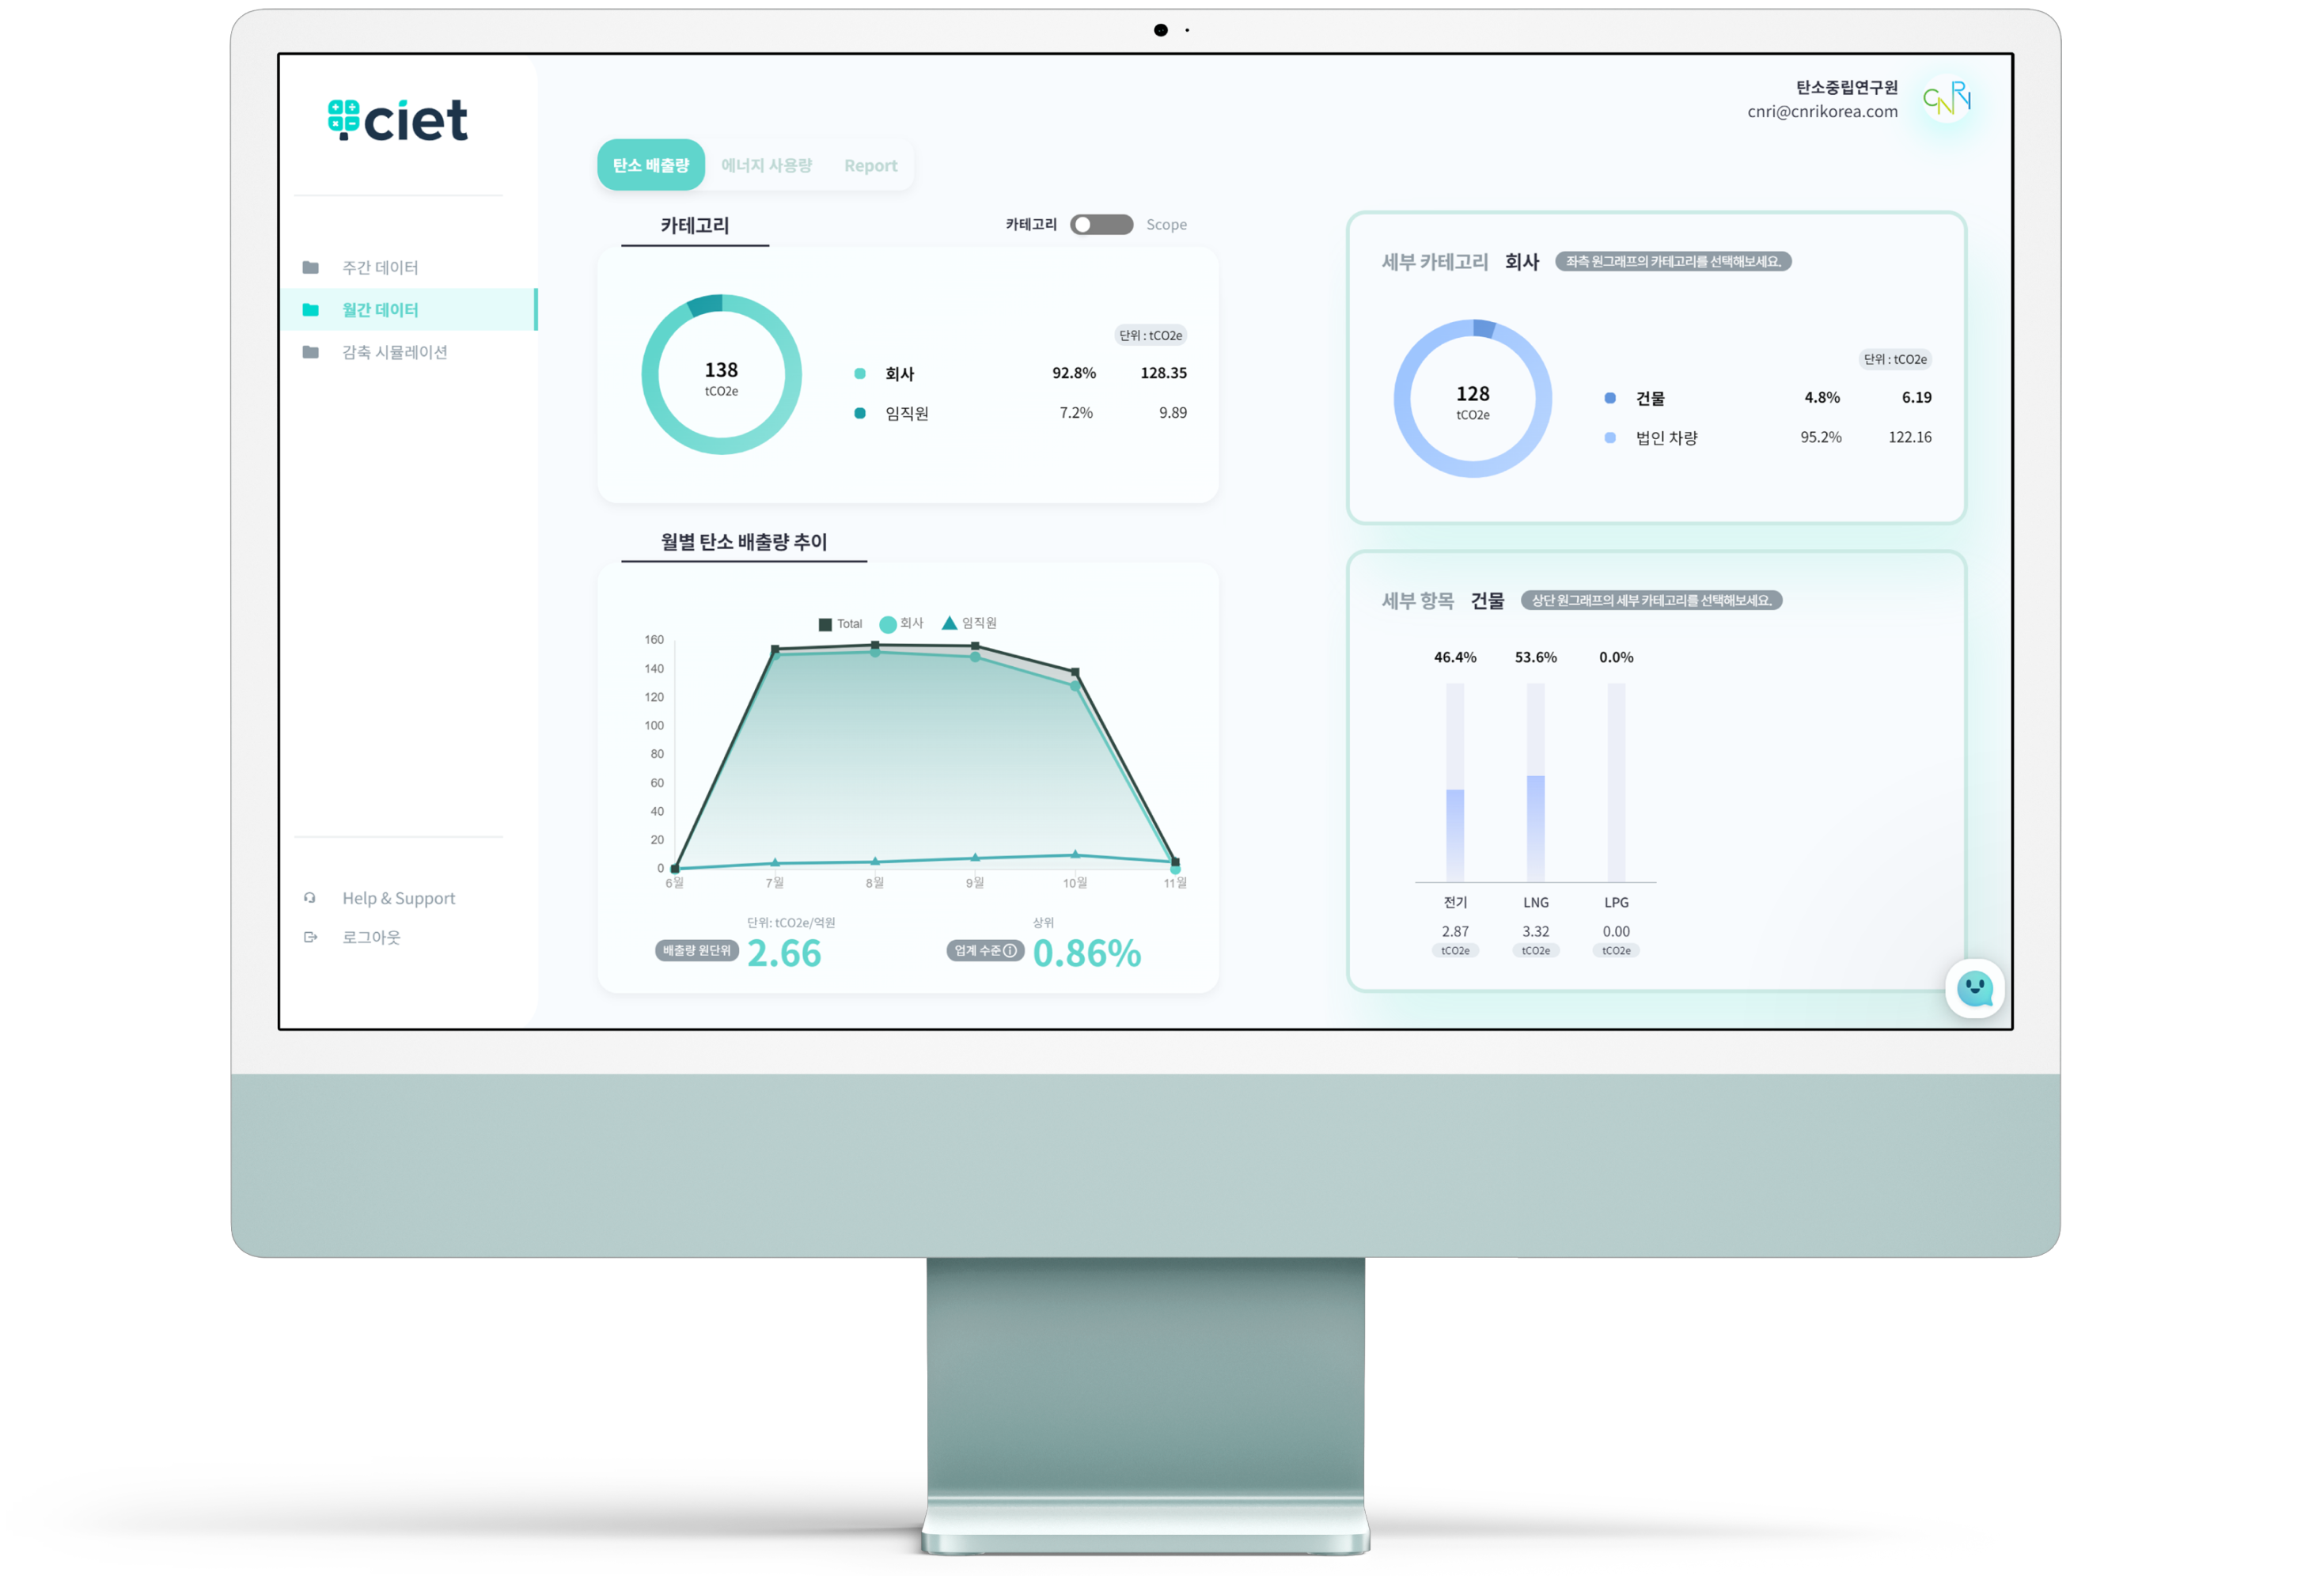 ciet
탄소중립연구원
cnri@cnrikorea.com
CNRI
주간 데이터
월간 데이터
감축 시뮬레이션
Help & Support
로그아웃
탄소 배출량 에너지 사용량 Report
카테고리
카테고리 Scope
138
tCO2e
단위 : tCO2e
회사 92.8% 128.35
임직원 7.2% 9.89
월별 탄소 배출량 추이
Total 회사 임직원
160
140
120
100
80
60
40
20
0
6월 7월 8월 9월 10월 11월
단위: tCO2e/억원
배출량 원단위 2.66
상위
업계 수준 0.86%
세부 카테고리 회사 좌측 원그래프의 카테고리를 선택해보세요.
128
tCO2e
단위 : tCO2e
건물 4.8% 6.19
법인 차량 95.2% 122.16
세부 항목 건물 상단 원그래프의 세부 카테고리를 선택해보세요.
46.4% 53.6% 0.0%
전기 LNG LPG
2.87 3.32 0.00
tCO2e tCO2e tCO2e